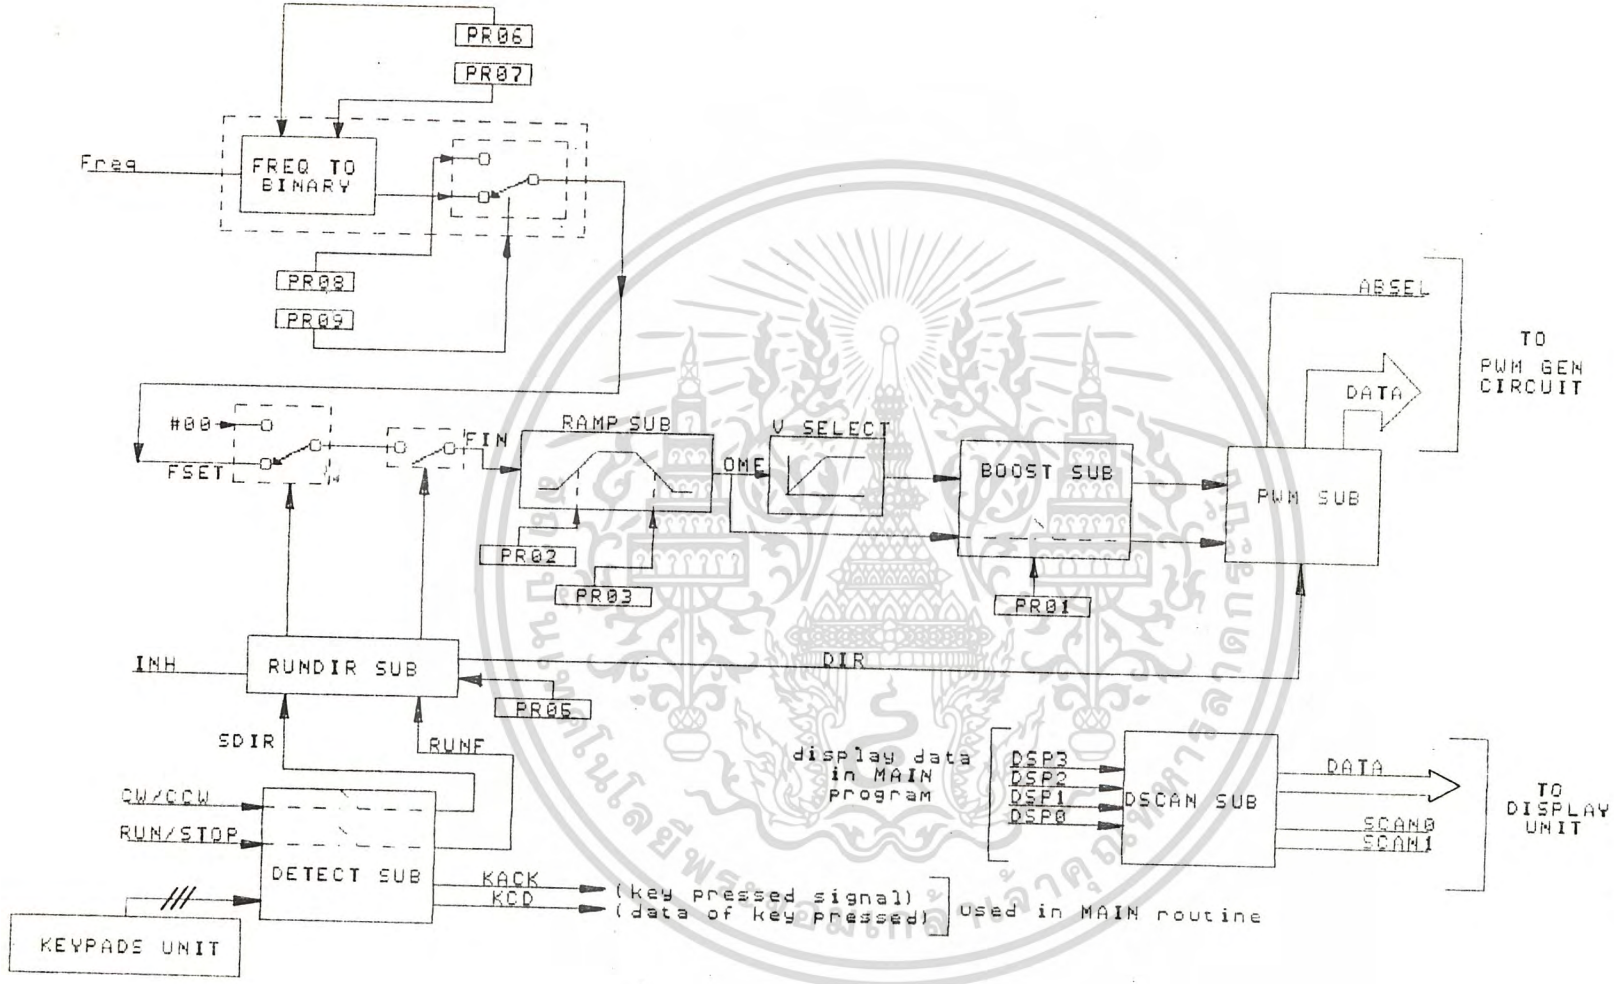 PR06
PR07
Freq
FREQ TO
BINARY
PR08
PR09
ABSEL
TO
PWM GEN
CIRCUIT
DATA
#00
FSET
FIN
RAMP SUB
OME
V SELECT
BOOST SUB
PWM SUB
PR02
PR03
PR01
INH
RUNDIR SUB
DIR
PR05
SDIR
RUNF
CW/CCW
RUN/STOP
DETECT SUB
KEYPADS UNIT
KACK
(key pressed signal)
KCD
(data of key pressed)
used in MAIN routine
display data
in MAIN
program
DSP3
DSP2
DSP1
DSP0
DSCAN SUB
DATA
SCAN0
SCAN1
TO
DISPLAY
UNIT